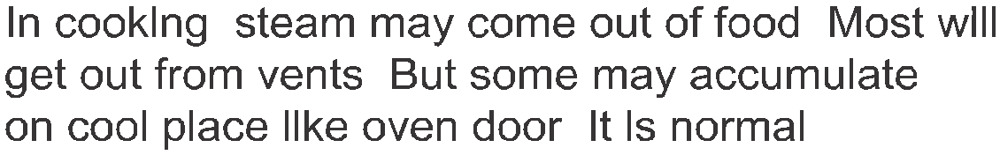 In cooking steam may come out of food Most will
get out from vents But some may accumulate
on cool place like oven door It Is normal